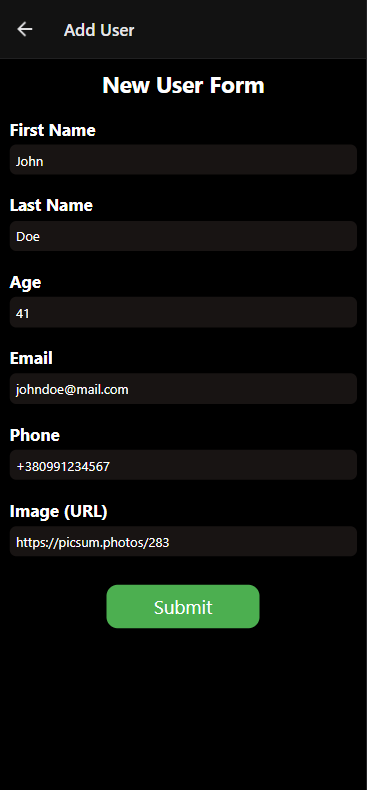 Add User
New User Form
First Name
John
Last Name
Doe
Age
41
Email
johndoe@mail.com
Phone
+380991234567
Image (URL)
https://picsum.photos/283
Submit